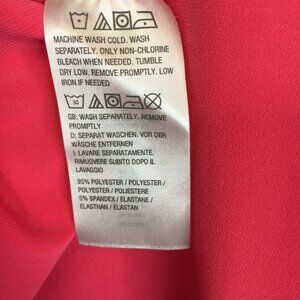 MACHINE WASH COLD. WASH
SEPARATELY. ONLY NON-CHLORINE
BLEACH WHEN NEEDED. TUMBLE
DRY LOW. REMOVE PROMPTLY. LOW
IRON IF NEEDED
30
GB: WASH SEPARATELY. REMOVE
PROMPTLY
D: SEPARAT WASCHEN. VOR DER
WÄSCHE ENTFERNEN
I: LAVARE SEPARATAMENTE.
RIMUOVERE SUBITO DOPO IL
LAVAGGIO
95% POLYESTER / POLYESTER /
POLYESTER / POLIESTERE
5% SPANDEX / ELASTANE /
ELASTHAN / ELASTAN